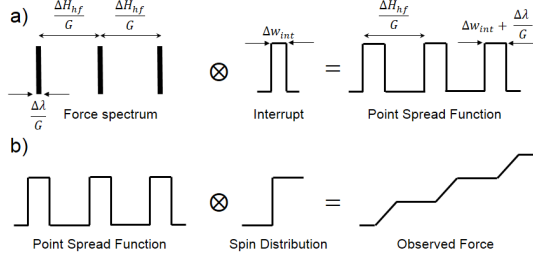 a)
ΔH_hf/G ΔH_hf/G ΔH_hf/G
Δw_int Δw_int + Δλ/G
⊗ =
Δλ/G
Force spectrum Interrupt Point Spread Function
b)
⊗ =
Point Spread Function Spin Distribution Observed Force